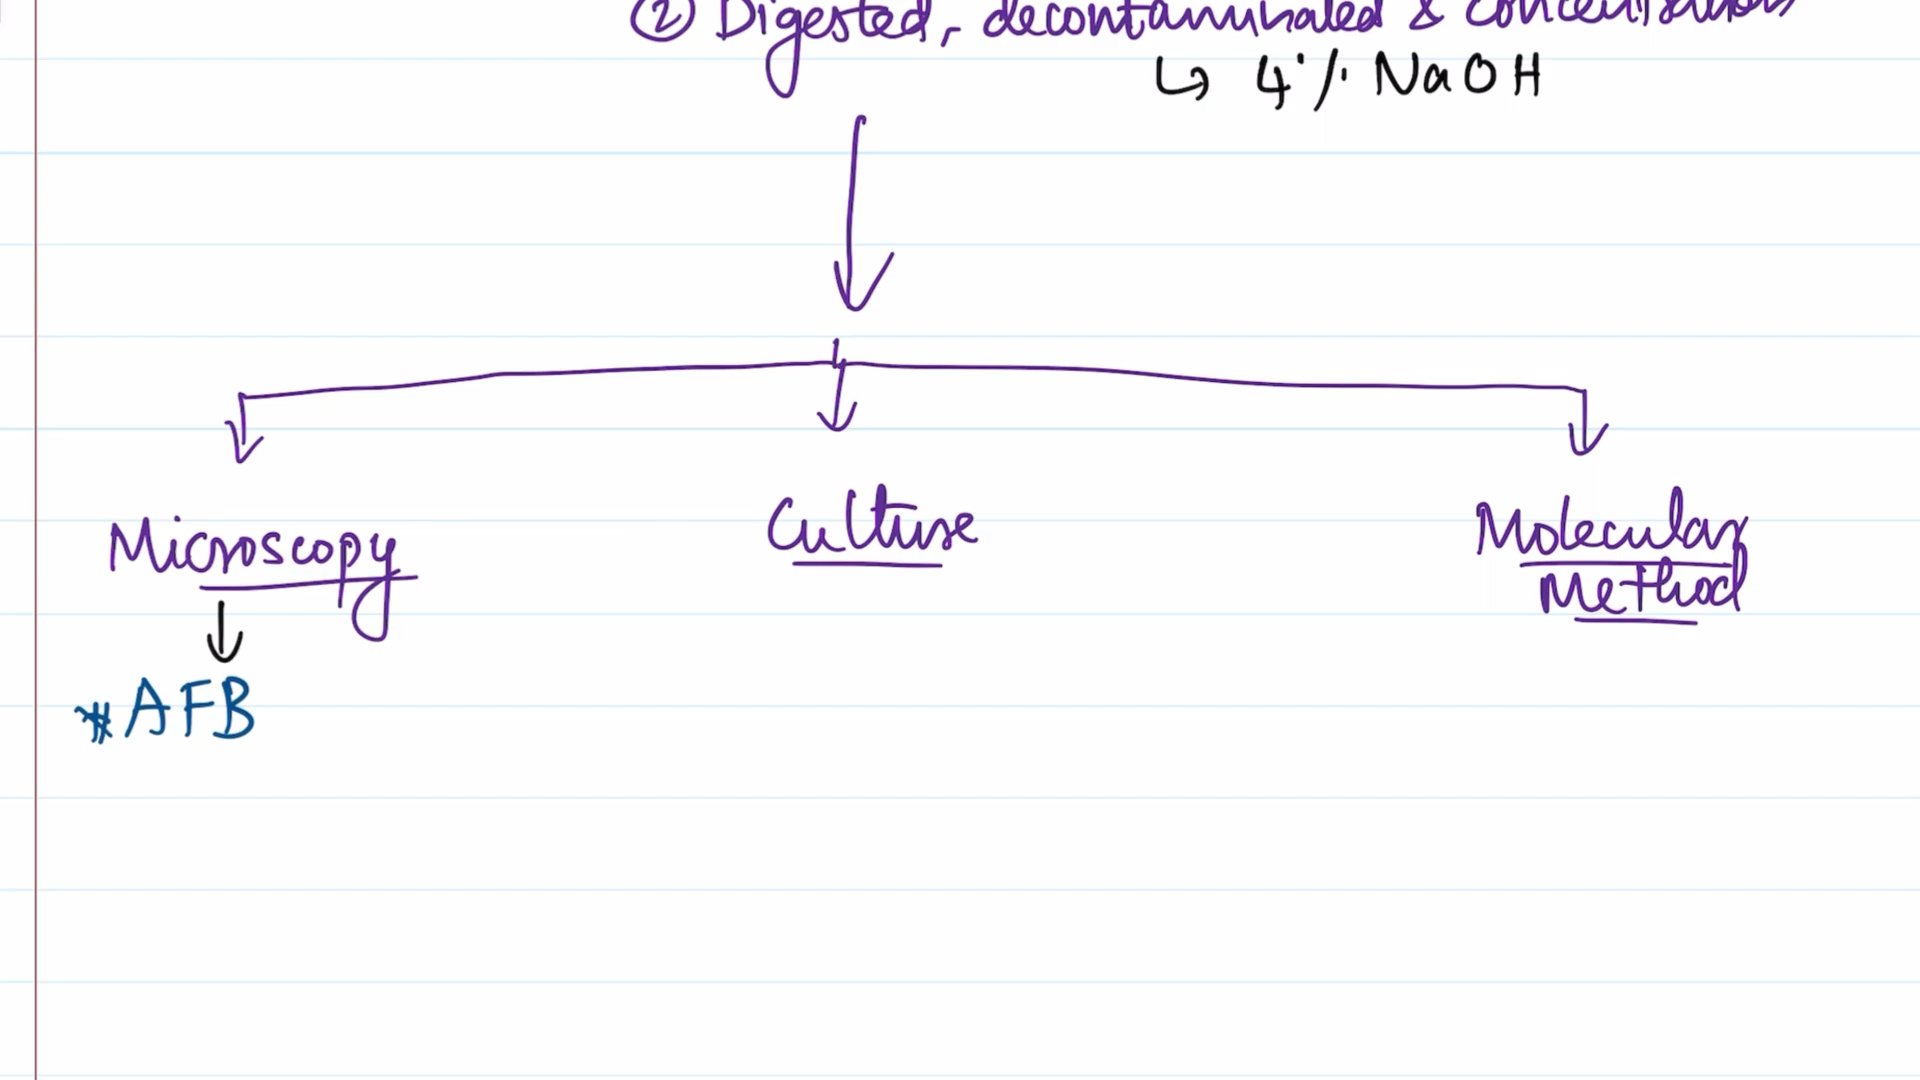 ② Digested, decontaminated & concentration
↳ 4% NaOH
Microscopy
Culture
Molecular
Method
*AFB